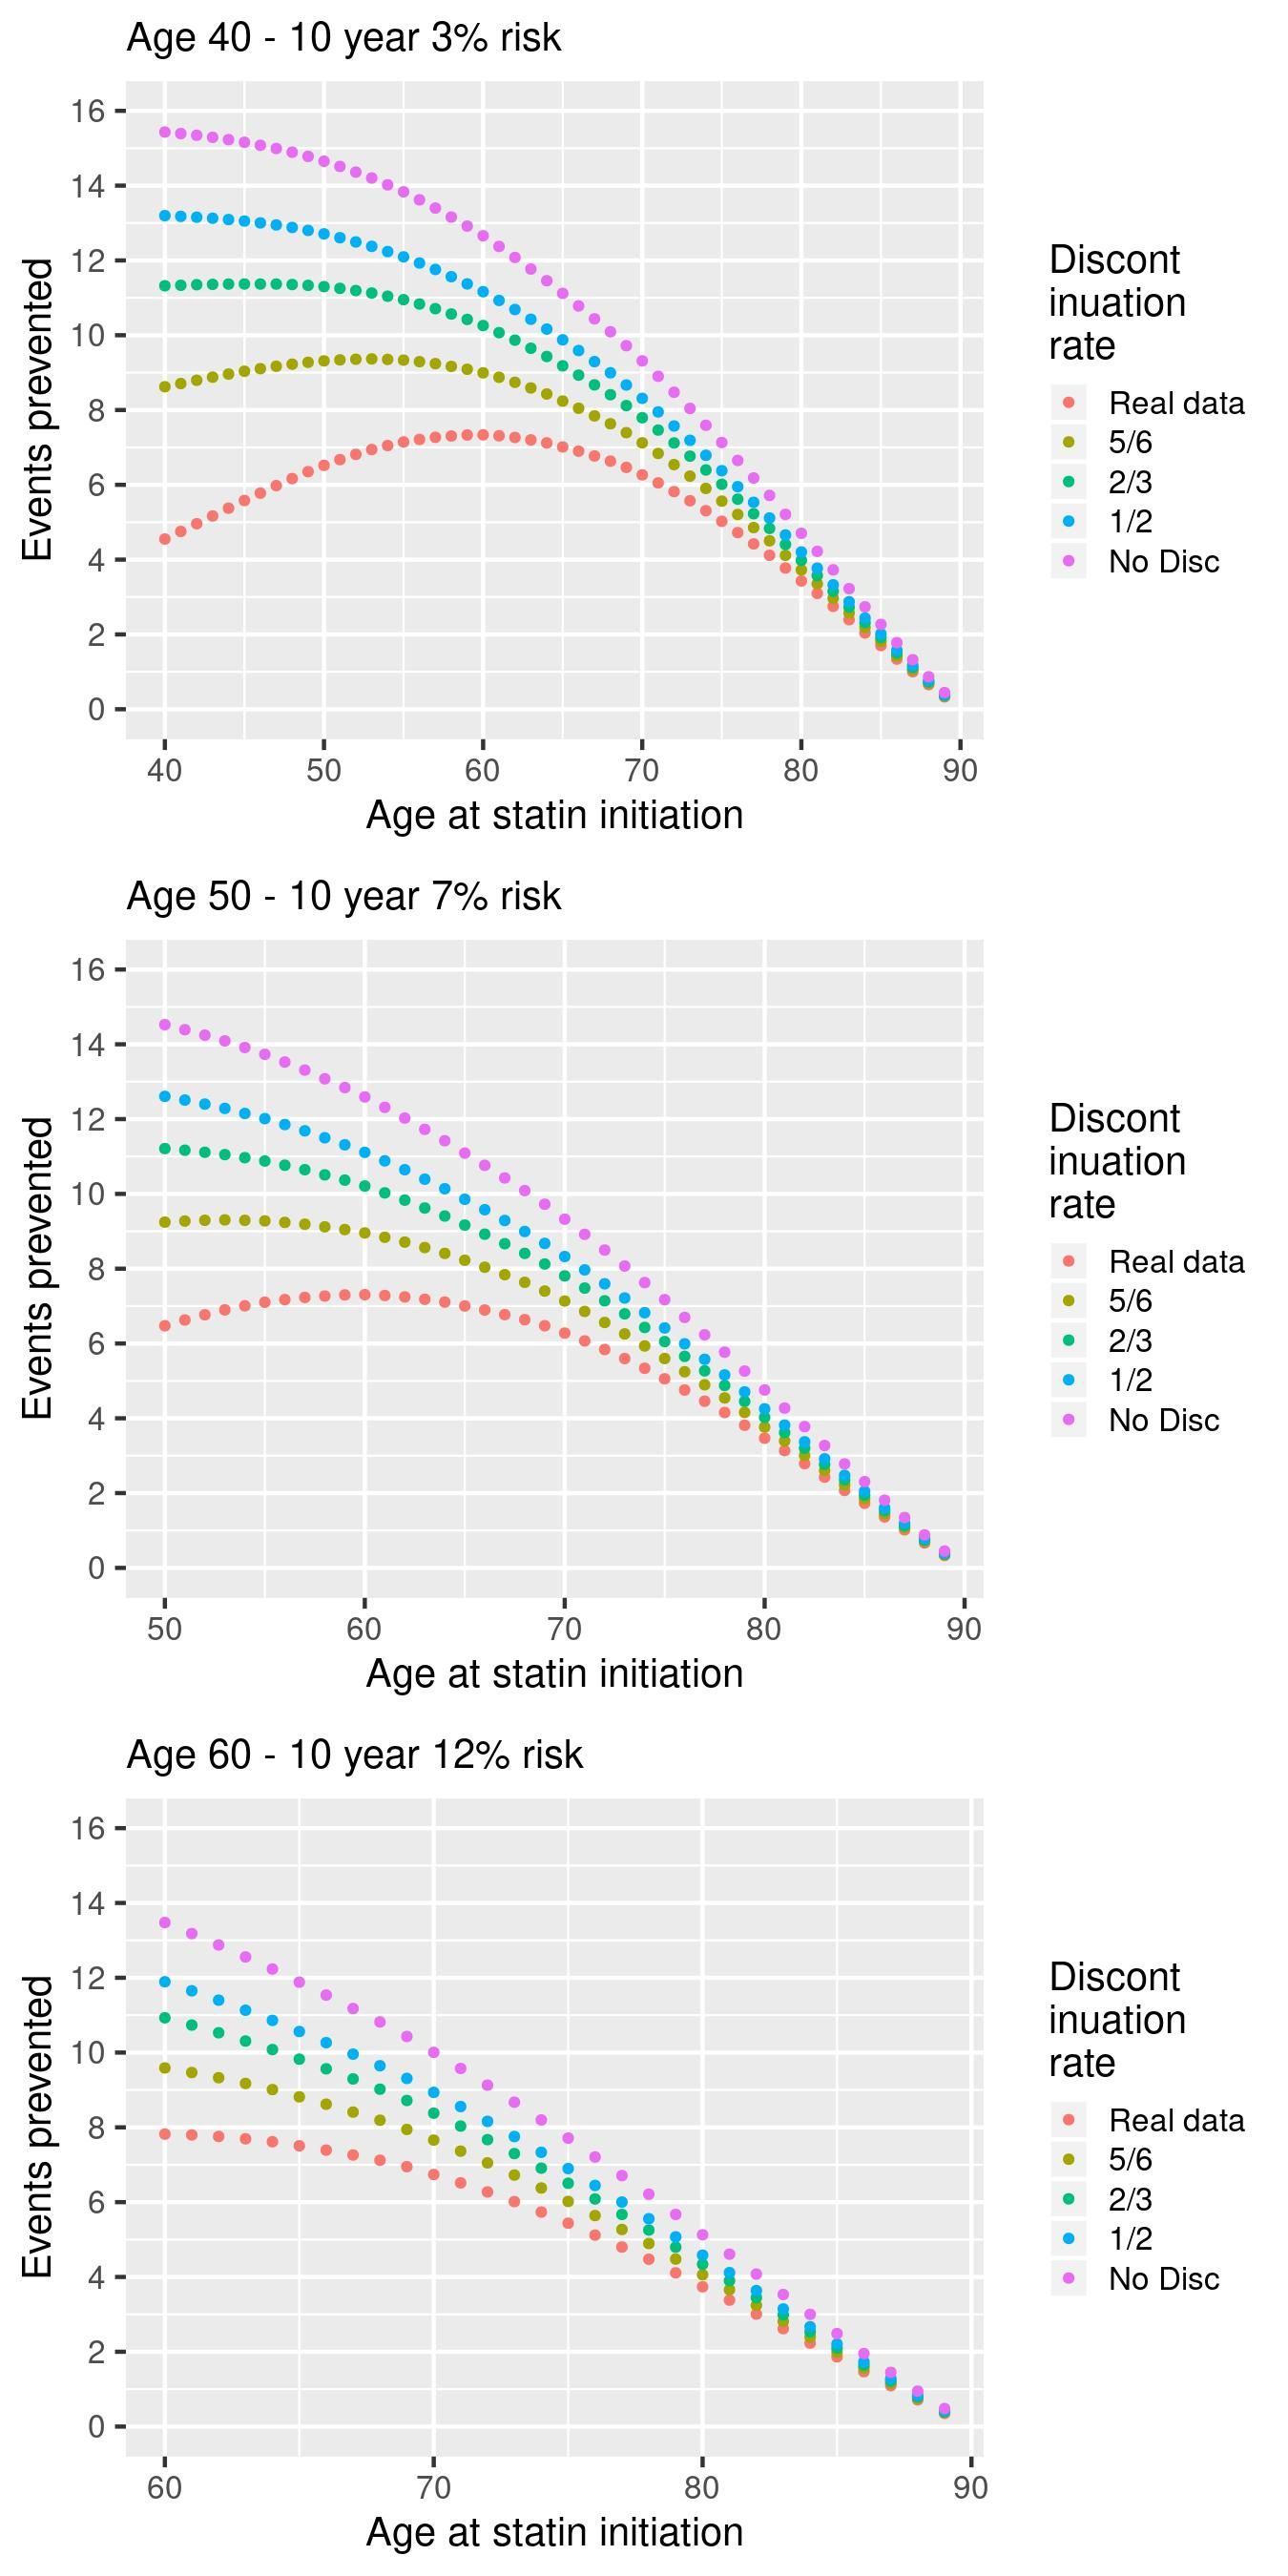 Age 40 - 10 year 3% risk
Events prevented
16
14
12
10
8
6
4
2
0
40 50 60 70 80 90
Age at statin initiation
Discont
inuation
rate
Real data
5/6
2/3
1/2
No Disc
Age 50 - 10 year 7% risk
Events prevented
16
14
12
10
8
6
4
2
0
50 60 70 80 90
Age at statin initiation
Discont
inuation
rate
Real data
5/6
2/3
1/2
No Disc
Age 60 - 10 year 12% risk
Events prevented
16
14
12
10
8
6
4
2
0
60 70 80 90
Age at statin initiation
Discont
inuation
rate
Real data
5/6
2/3
1/2
No Disc